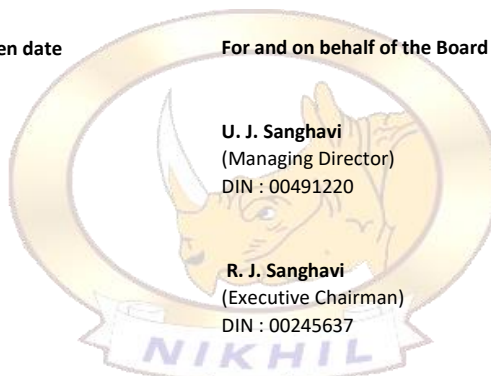 en date For and on behalf of the Board
U. J. Sanghavi
(Managing Director)
DIN : 00491220
R. J. Sanghavi
(Executive Chairman)
DIN : 00245637
NIKHIL